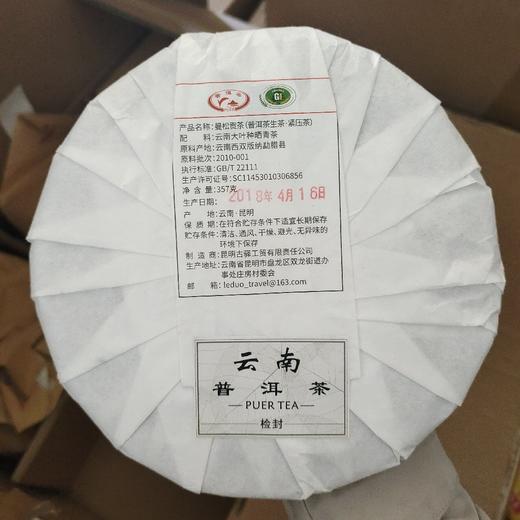 普洱茶
GI
产品名称:曼松贡茶(普洱茶生茶·紧压茶)
配 料:云南大叶种晒青茶
原料产地:云南西双版纳勐腊县
原料批次:2010-001
执行标准:GB/T 22111
生产许可证号:SC11453010306856
净 含 量:357克
生产日期:2018年4月16日
产 地:云南·昆明
保 质 期:在符合贮存条件下适宜长期保存
贮存条件:清洁、通风、干燥、避光、无异味的
环境下保存
制 造 商:昆明古驿工贸有限责任公司
生产地址:云南省昆明市盘龙区双龙街道办
事处庄房村委会
邮 箱:leduo_travel@163.com
云南
普洱茶
PUER TEA
检封